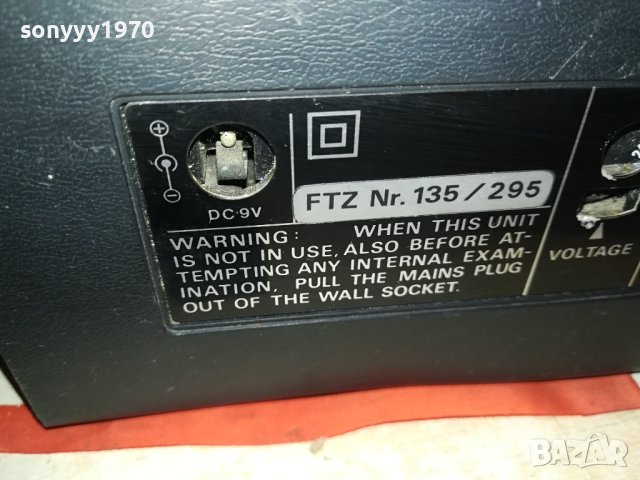 sonyyy1970
DC·9V
FTZ Nr. 135/295
WARNING: WHEN THIS UNIT
IS NOT IN USE, ALSO BEFORE AT-
TEMPTING ANY INTERNAL EXAM-
INATION, PULL THE MAINS PLUG
OUT OF THE WALL SOCKET.
VOLTAGE
BAZAR